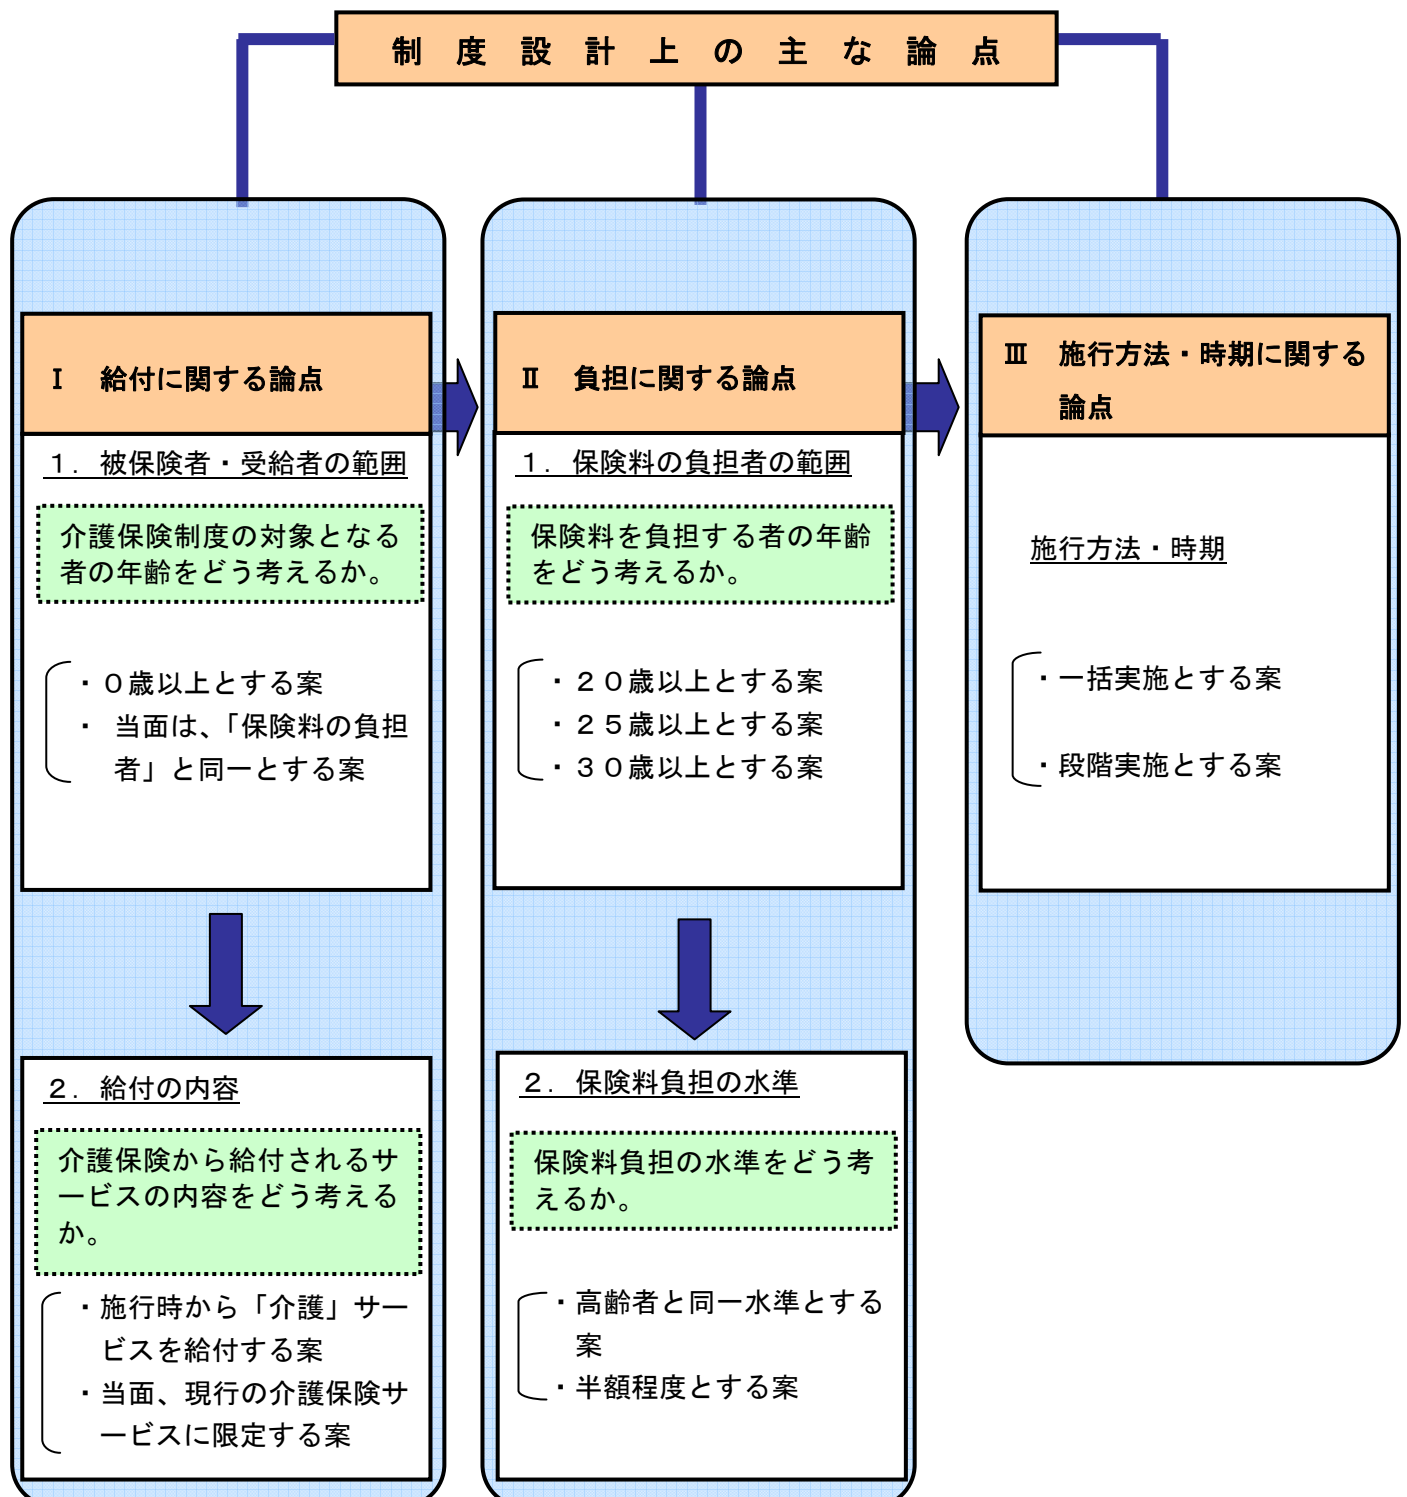 制度設計上の主な論点
Ⅰ 給付に関する論点
１．被保険者・受給者の範囲
介護保険制度の対象となる
者の年齢をどう考えるか。
・０歳以上とする案
・ 当面は、「保険料の負担
者」と同一とする案
２．給付の内容
介護保険から給付されるサ
ービスの内容をどう考える
か。
・施行時から「介護」サー
ビスを給付する案
・当面、現行の介護保険サ
ービスに限定する案
Ⅱ 負担に関する論点
１．保険料の負担者の範囲
保険料を負担する者の年齢
をどう考えるか。
・２０歳以上とする案
・２５歳以上とする案
・３０歳以上とする案
２．保険料負担の水準
保険料負担の水準をどう考
えるか。
・高齢者と同一水準とする
案
・半額程度とする案
Ⅲ 施行方法・時期に関する
論点
施行方法・時期
・一括実施とする案
・段階実施とする案